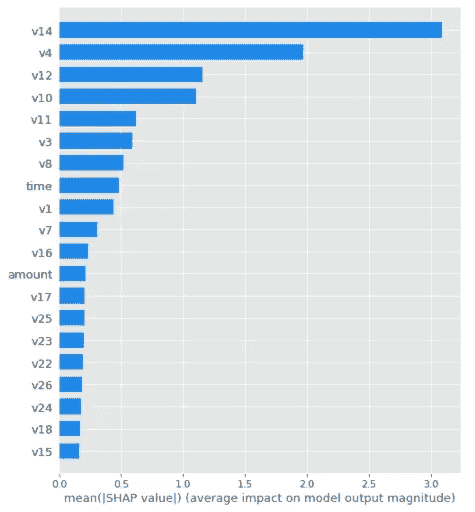 v14
v4
v12
v10
v11
v3
v8
time
v1
v7
v16
amount
v17
v25
v23
v22
v26
v24
v18
v15
0.0 0.5 1.0 1.5 2.0 2.5 3.0
mean(|SHAP value|) (average impact on model output magnitude)